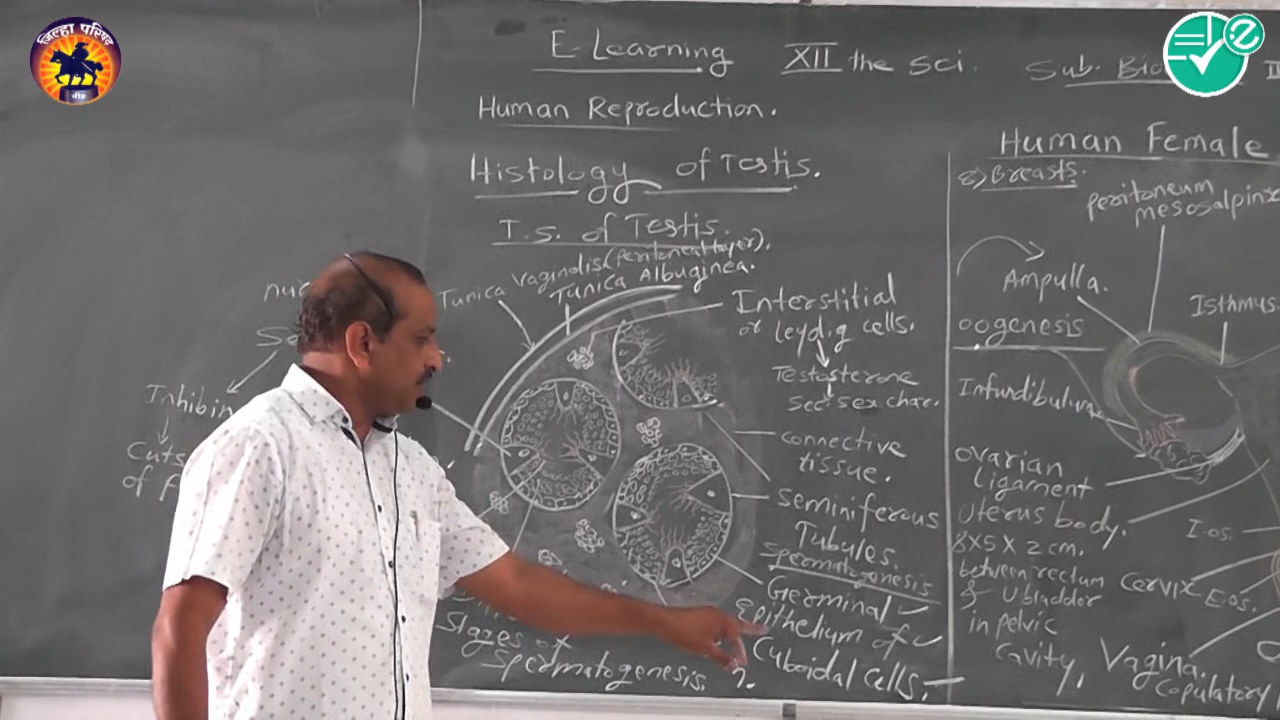 जिल्हा परिषद
बीड
E-Learning XII the Sci. Sub. Bio
Human Reproduction.
Histology of Testis.
T.S. of Testis.
Tunica Vaginalis (Peritoneal layer).
Tunica Albuginea.
Interstitial
or leydig cells.
Testosterone
Sec. Sex char.
connective
tissue.
Seminiferous
Tubules.
Spermatogenesis
Germinal
Epithelium of
Cuboidal Cells.
Inhibin
Stages of
Spermatogenesis.
Human Female
8) Breasts.
Peritoneum
mesosalpinx
Ampulla.
Isthmus
oogenesis
ovarian
Ligament
Uterus body.
8x5x2 cm.
between rectum
& U bladder
in pelvic
Cavity,
I.os.
Cervix
E.os.
Vagina.
Copulatory